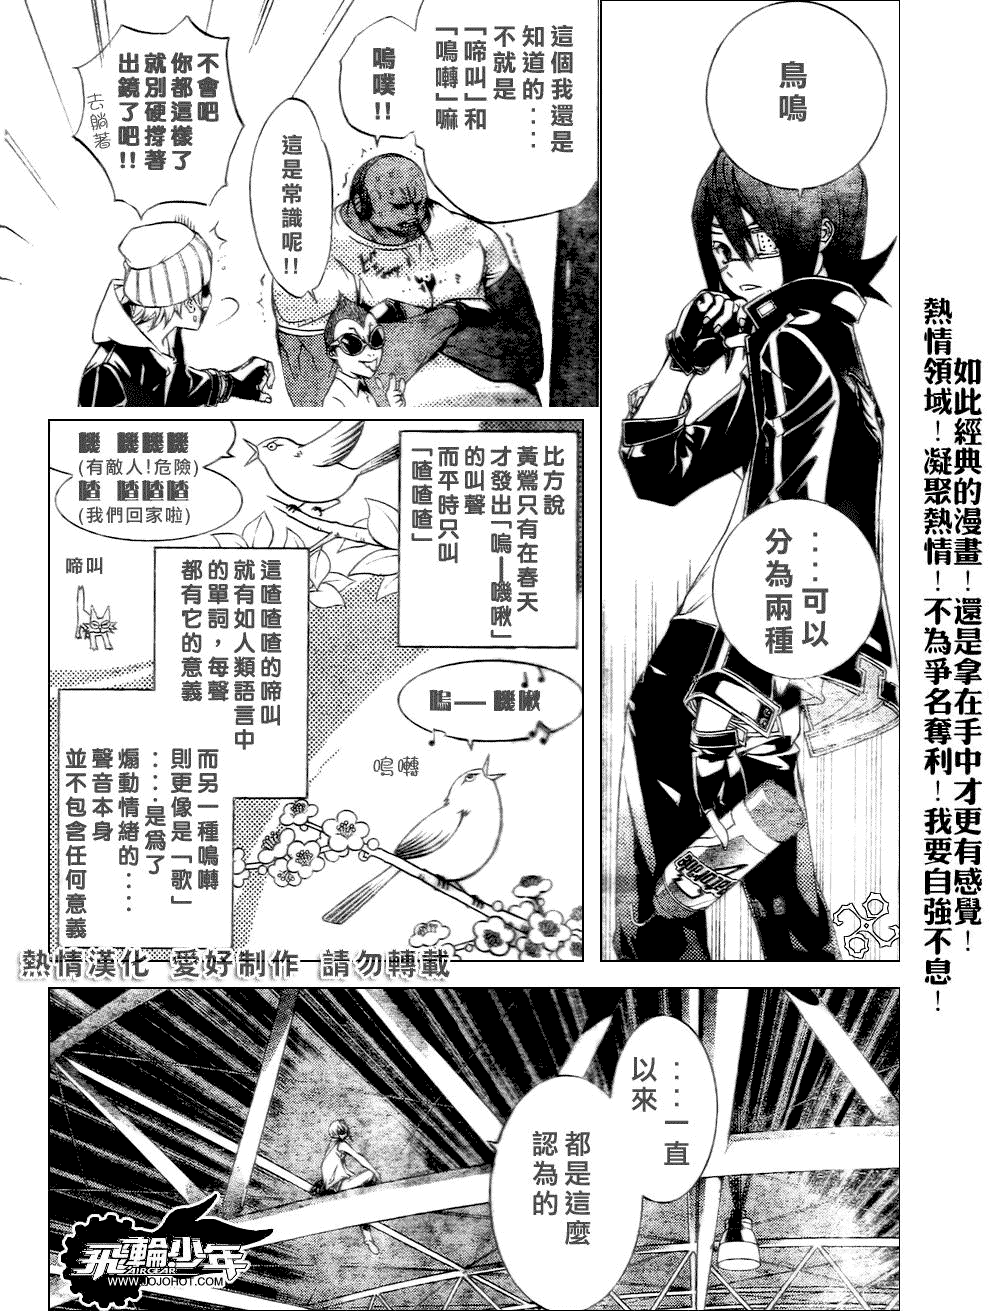 鳥鳴
‥‥可以
分為兩種
這個我還是
知道的‥‥
不就是
「啼叫」和
「鳴囀」嘛
嗚噗!!
這是常識呢!!
不會吧
你都這樣了
就別硬撐著
出鏡了吧!!
去躺著
比方說
黃鶯只有在春天
才發出「嗚—嘰啾」
的叫聲
而平時只叫
「喳喳喳」
嘰 嘰嘰嘰
(有敵人!危險)
喳 喳喳喳
(我們回家啦)
啼叫
這喳喳喳的啼叫
就有如人類語言中
的單詞，每聲
都有它的意義
嗚—嘰啾
鳴囀
而另一種鳴囀
則更像是「歌」
‥‥是爲了
煽動情緒的‥‥
聲音本身
並不包含任何意義
熱情漢化 愛好制作 請勿轉載
‥‥一直
以來
都是這麼
認為的
飛輪少年
AIRGEAR
WWW.JOJOHOT.COM
如此經典的漫畫！還是拿在手中才更有感覺！
熱情領域！凝聚熱情！不為爭名奪利！我要自強不息！